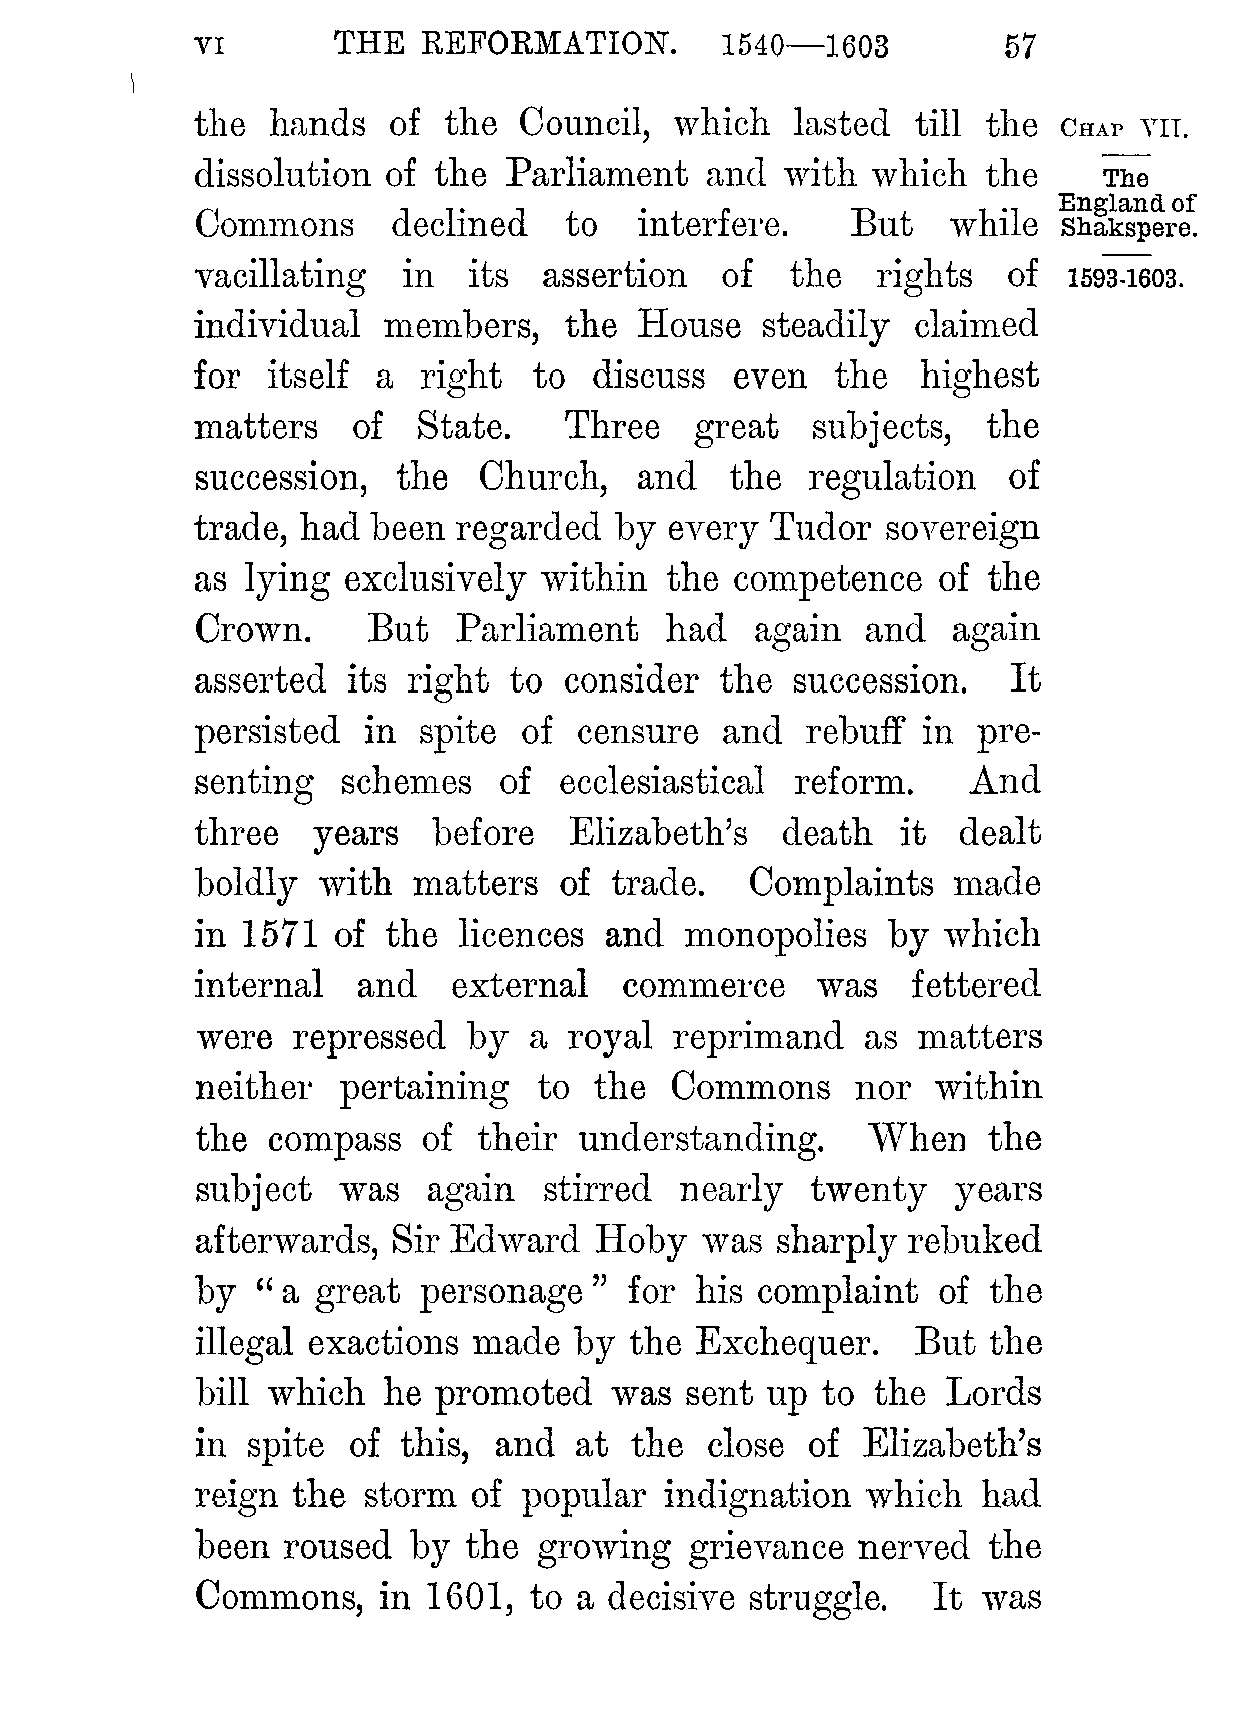 VI THE REFORMATION. 1540—1603 57
the hands of the Council, which lasted till the
dissolution of the Parliament and with which the
Commons declined to interfere. But while
vacillating in its assertion of the rights of
individual members, the House steadily claimed
for itself a right to discuss even the highest
matters of State. Three great subjects, the
succession, the Church, and the regulation of
trade, had been regarded by every Tudor sovereign
as lying exclusively within the competence of the
Crown. But Parliament had again and again
asserted its right to consider the succession. It
persisted in spite of censure and rebuff in pre-
senting schemes of ecclesiastical reform. And
three years before Elizabeth's death it dealt
boldly with matters of trade. Complaints made
in 1571 of the licences and monopolies by which
internal and external commerce was fettered
were repressed by a royal reprimand as matters
neither pertaining to the Commons nor within
the compass of their understanding. When the
subject was again stirred nearly twenty years
afterwards, Sir Edward Hoby was sharply rebuked
by "a great personage" for his complaint of the
illegal exactions made by the Exchequer. But the
bill which he promoted was sent up to the Lords
in spite of this, and at the close of Elizabeth's
reign the storm of popular indignation which had
been roused by the growing grievance nerved the
Commons, in 1601, to a decisive struggle. It was
CHAP VII.
The
England of
Shakspere.
1593-1603.